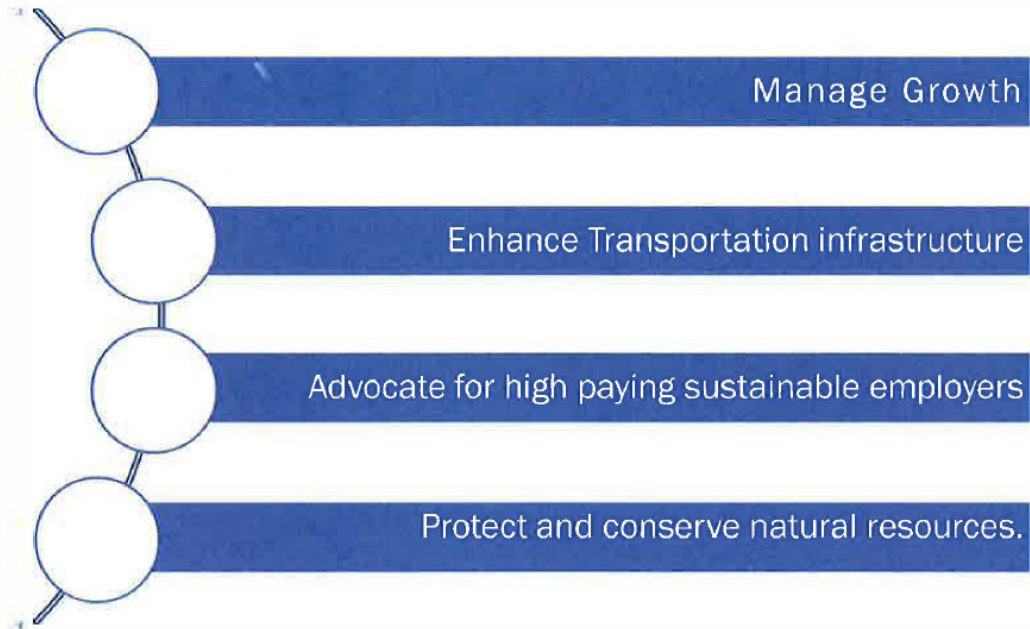 Manage Growth
Enhance Transportation infrastructure
Advocate for high paying sustainable employers
Protect and conserve natural resources.